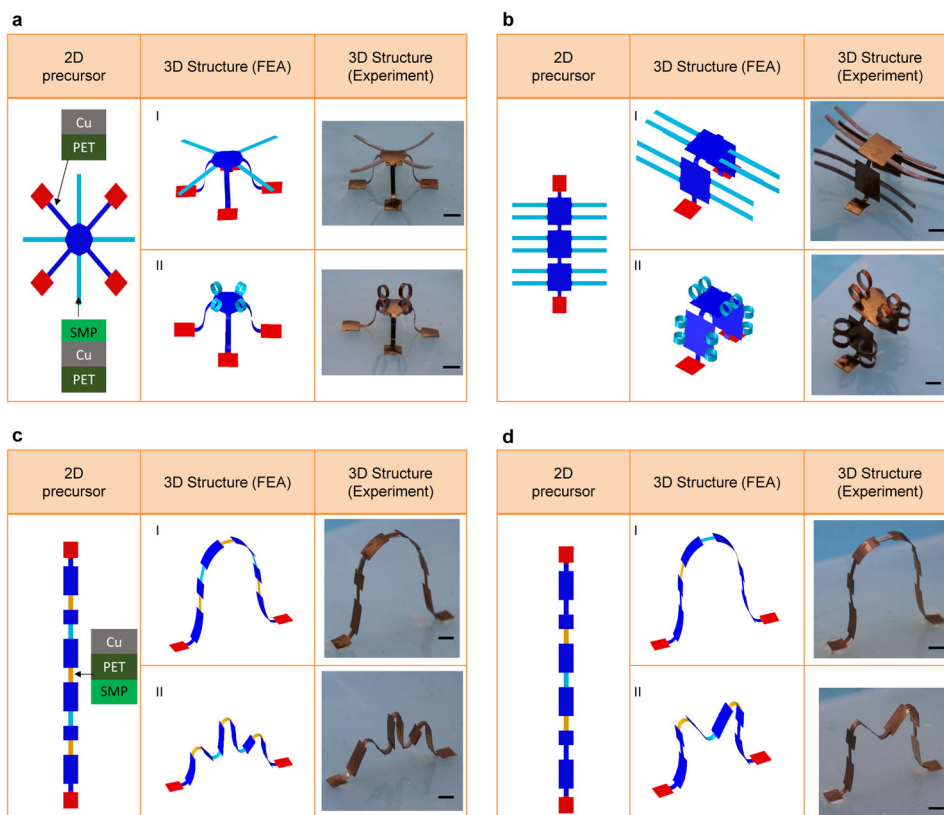 a
2D
precursor
3D Structure (FEA)
3D Structure
(Experiment)
Cu
PET
SMP
Cu
PET
I
II
b
2D
precursor
3D Structure (FEA)
3D Structure
(Experiment)
I
II
c
2D
precursor
3D Structure (FEA)
3D Structure
(Experiment)
Cu
PET
SMP
I
II
d
2D
precursor
3D Structure (FEA)
3D Structure
(Experiment)
I
II